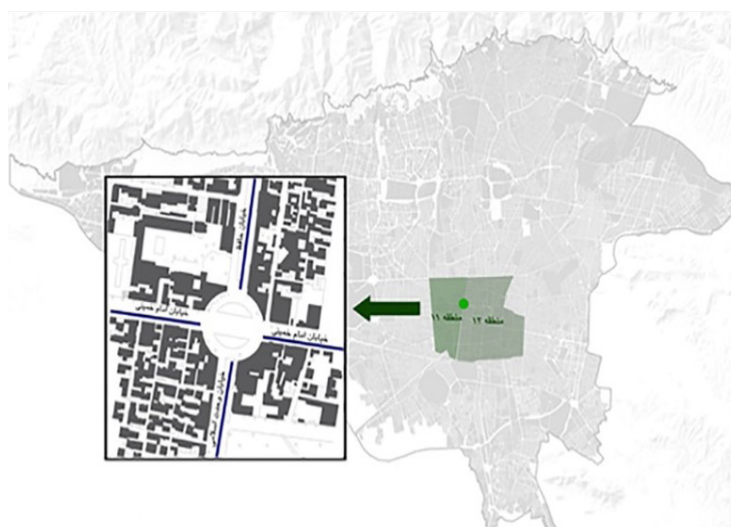 خیابان حافظ
خیابان امام خمینی
خیابان امام خمینی
خیابان وحدت اسلامی
منطقه ۱۱
منطقه ۱۲